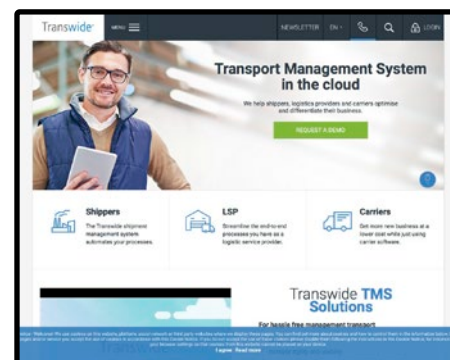 Transwide
MENU
NEWSLETTER EN LOGIN
Transport Management System
in the cloud
We help shippers, logistics providers and carriers optimise
and differentiate their business.
REQUEST A DEMO
Shippers
The Transwide shipment
management system
automates your processes.
LSP
Streamline the end-to-end
processes you have as a
logistic service provider.
Carriers
Get more new business at a
lower cost while just using
carrier software.
Transwide TMS
Solutions
For hassle free management transport
I agree Read more